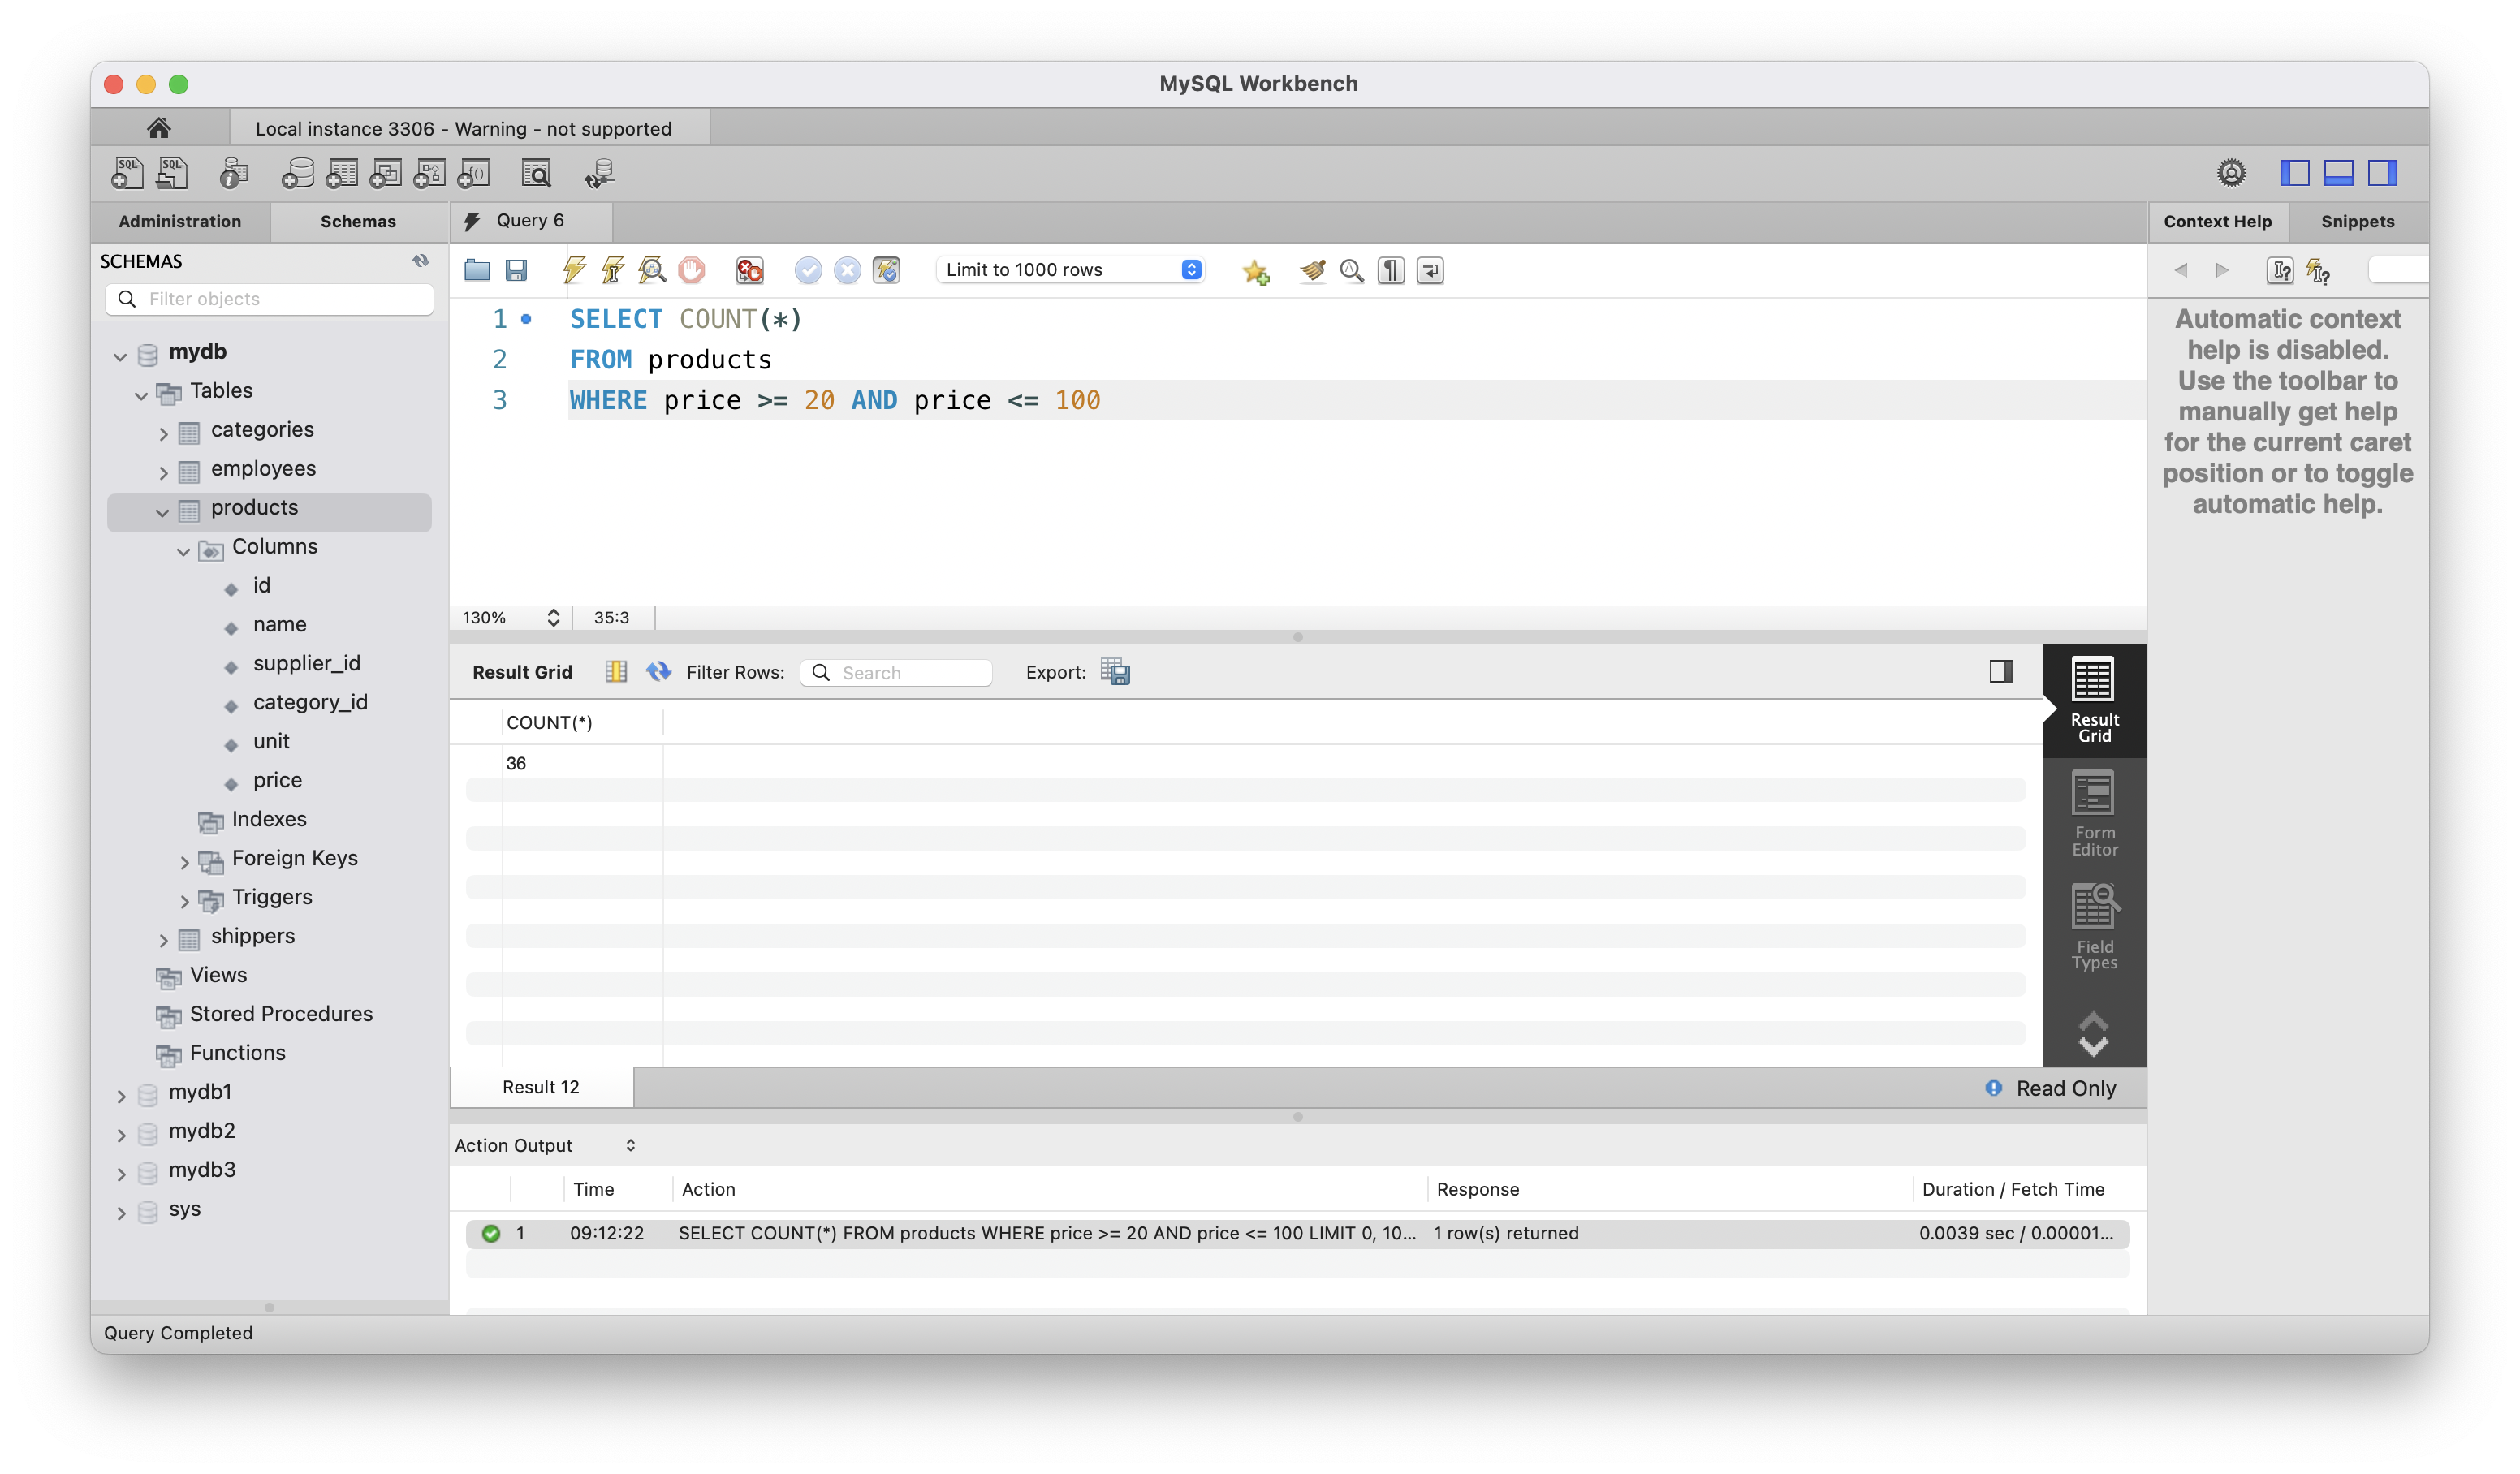 MySQL Workbench
Local instance 3306 - Warning - not supported
Administration
Schemas
Query 6
Context Help
Snippets
SCHEMAS
Filter objects
Limit to 1000 rows
mydb
Tables
categories
employees
products
Columns
id
name
supplier_id
category_id
unit
price
Indexes
Foreign Keys
Triggers
shippers
Views
Stored Procedures
Functions
mydb1
mydb2
mydb3
sys
1 SELECT COUNT(*)
2 FROM products
3 WHERE price >= 20 AND price <= 100
130%
35:3
Automatic context
help is disabled.
Use the toolbar to
manually get help
for the current caret
position or to toggle
automatic help.
Result Grid
Filter Rows:
Search
Export:
COUNT(*)
36
Result
Grid
Form
Editor
Field
Types
Result 12
Read Only
Action Output
Time Action Response Duration / Fetch Time
1 09:12:22 SELECT COUNT(*) FROM products WHERE price >= 20 AND price <= 100 LIMIT 0, 10... 1 row(s) returned 0.0039 sec / 0.00001...
Query Completed